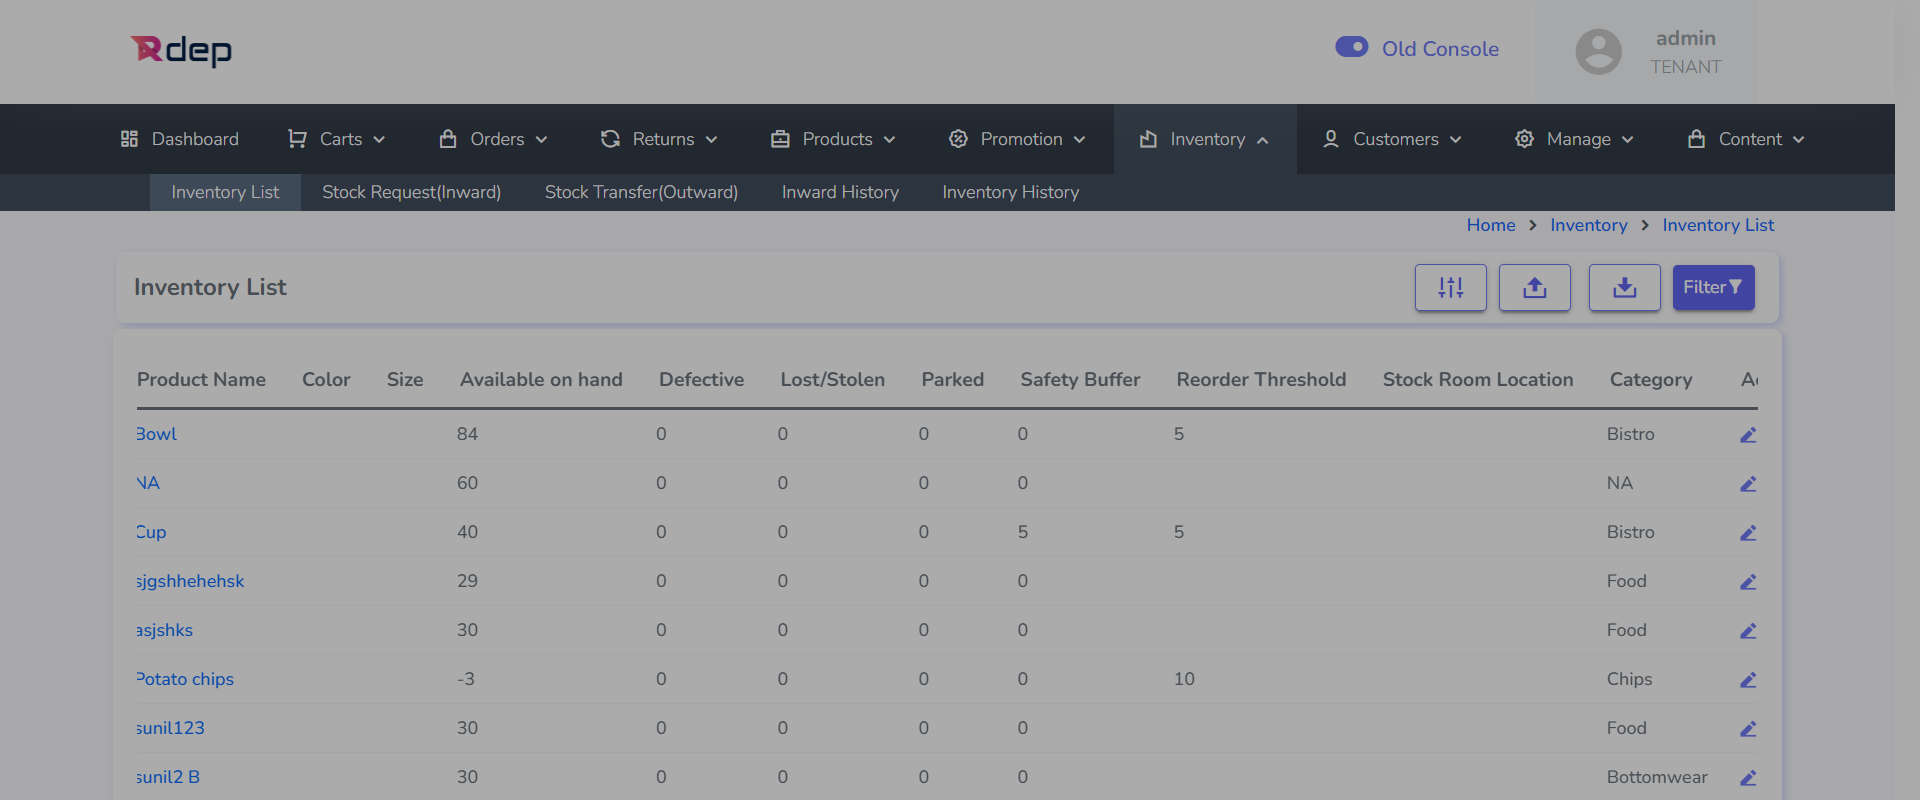 Rdep
Old Console
admin
TENANT
Dashboard Carts Orders Returns Products Promotion Inventory Customers Manage Content
Inventory List Stock Request(Inward) Stock Transfer(Outward) Inward History Inventory History
Home > Inventory > Inventory List
Inventory List
Filter
Product Name Color Size Available on hand Defective Lost/Stolen Parked Safety Buffer Reorder Threshold Stock Room Location Category
Bowl 84 0 0 0 0 5 Bistro
NA 60 0 0 0 0 NA
Cup 40 0 0 0 5 5 Bistro
sjgshhehehsk 29 0 0 0 0 Food
asjshks 30 0 0 0 0 Food
Potato chips -3 0 0 0 0 10 Chips
sunil123 30 0 0 0 0 Food
sunil2 B 30 0 0 0 0 Bottomwear